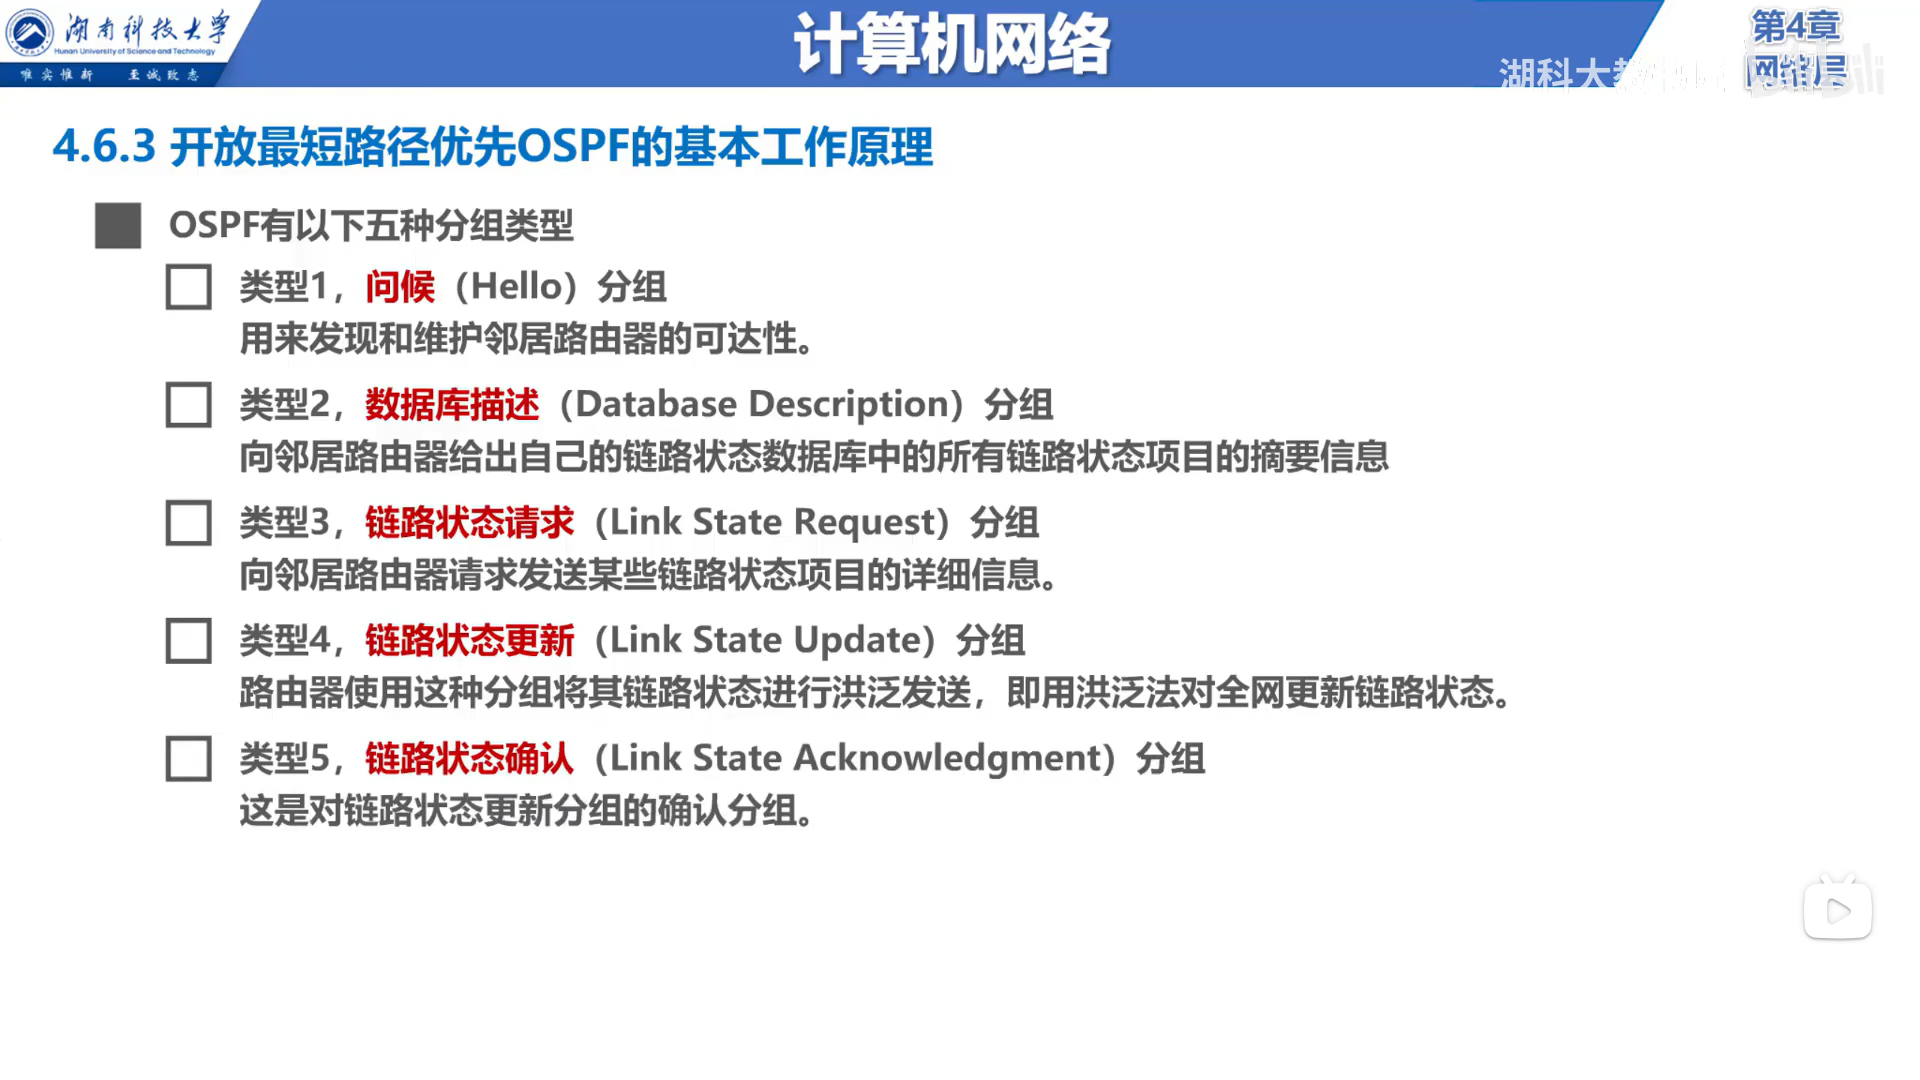 湖南科技大学
Hunan University of Science and Technology
唯实惟新 至诚致志
计算机网络
第4章
网络层
湖科大教
4.6.3 开放最短路径优先OSPF的基本工作原理
OSPF有以下五种分组类型
类型1，问候（Hello）分组
用来发现和维护邻居路由器的可达性。
类型2，数据库描述（Database Description）分组
向邻居路由器给出自己的链路状态数据库中的所有链路状态项目的摘要信息
类型3，链路状态请求（Link State Request）分组
向邻居路由器请求发送某些链路状态项目的详细信息。
类型4，链路状态更新（Link State Update）分组
路由器使用这种分组将其链路状态进行洪泛发送，即用洪泛法对全网更新链路状态。
类型5，链路状态确认（Link State Acknowledgment）分组
这是对链路状态更新分组的确认分组。